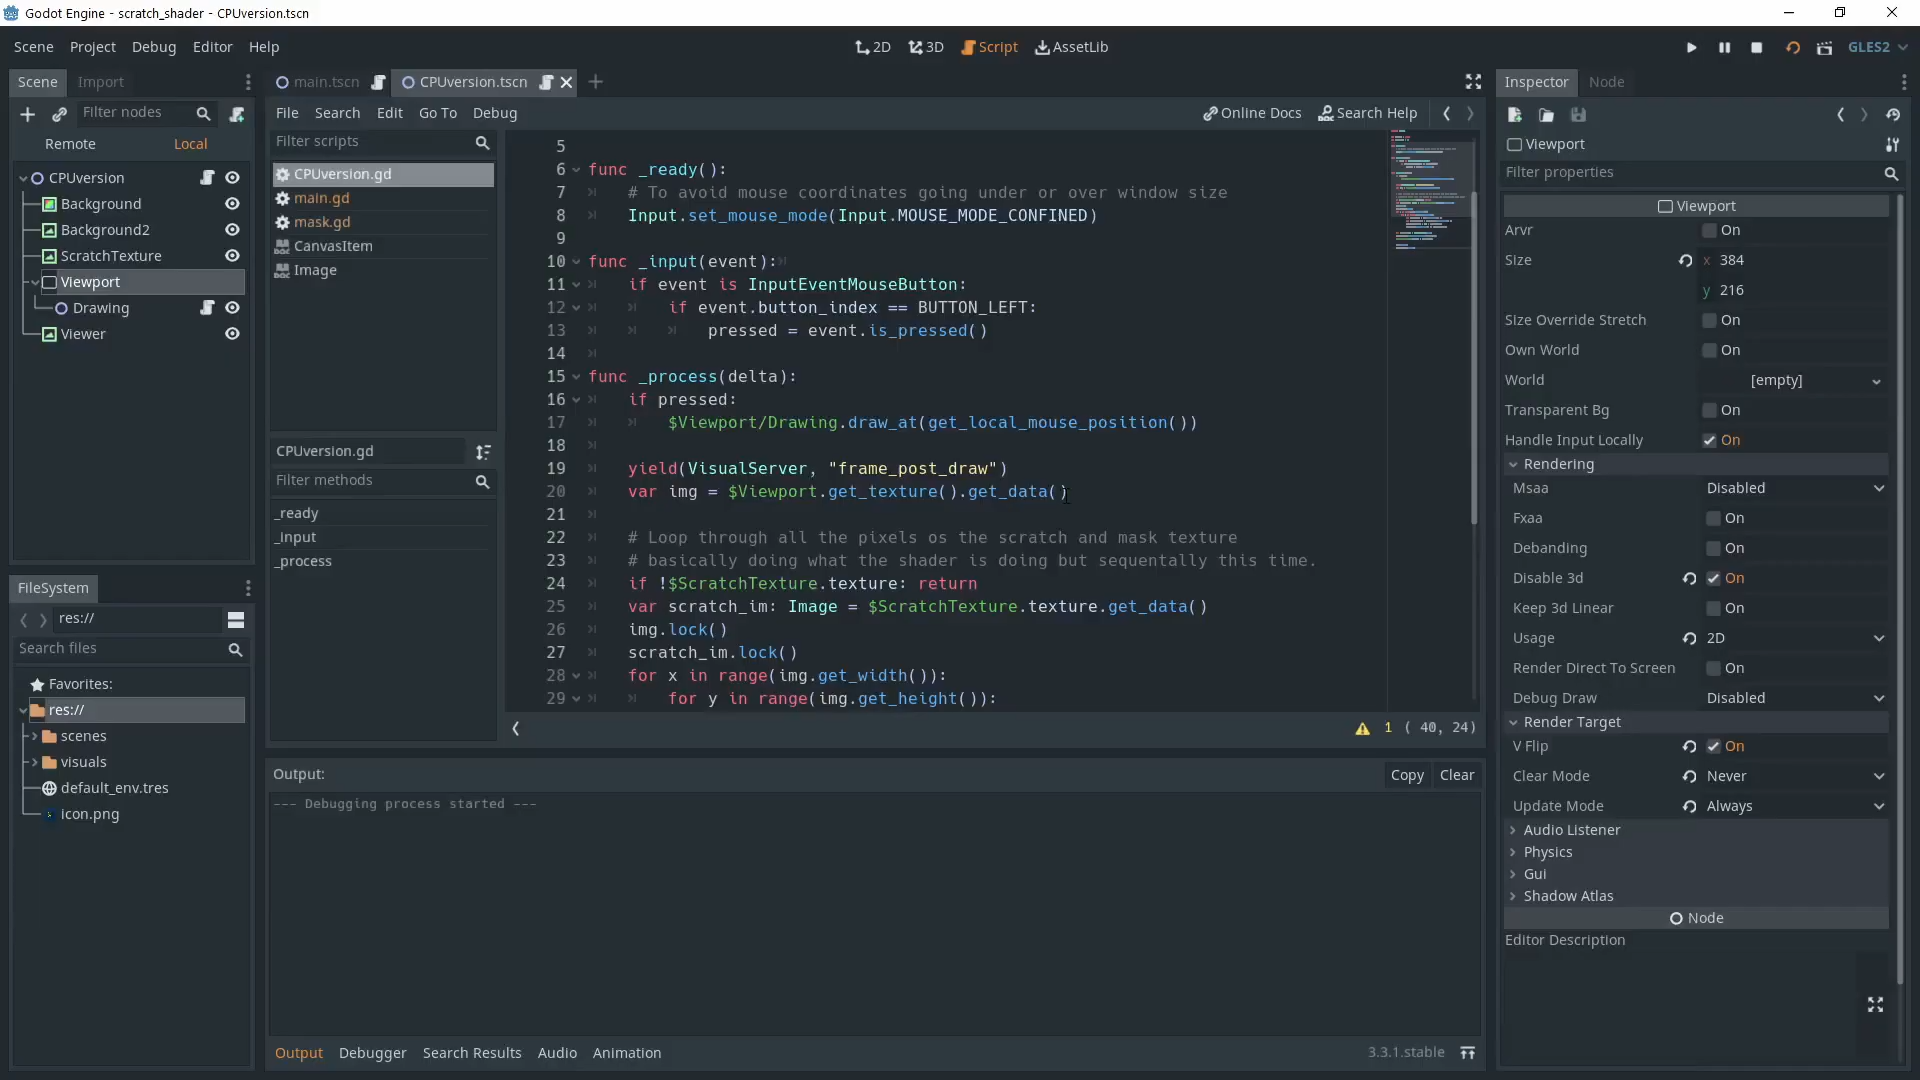 Godot Engine - scratch_shader - CPUversion.tscn
Scene Project Debug Editor Help
2D 3D Script AssetLib
GLES2
Scene Import
Filter nodes
Remote Local
CPUversion
Background
Background2
ScratchTexture
Viewport
Drawing
Viewer
FileSystem
res://
Search files
Favorites:
res://
scenes
visuals
default_env.tres
icon.png
main.tscn CPUversion.tscn
File Search Edit Go To Debug
Online Docs Search Help
Filter scripts
CPUversion.gd
main.gd
mask.gd
CanvasItem
Image
CPUversion.gd
Filter methods
_ready
_input
_process
5
6 func _ready():
7 # To avoid mouse coordinates going under or over window size
8 Input.set_mouse_mode(Input.MOUSE_MODE_CONFINED)
9
10 func _input(event):
11 if event is InputEventMouseButton:
12 if event.button_index == BUTTON_LEFT:
13 pressed = event.is_pressed()
14
15 func _process(delta):
16 if pressed:
17 $Viewport/Drawing.draw_at(get_local_mouse_position())
18
19 yield(VisualServer, "frame_post_draw")
20 var img = $Viewport.get_texture().get_data()
21
22 # Loop through all the pixels os the scratch and mask texture
23 # basically doing what the shader is doing but sequentally this time.
24 if !$ScratchTexture.texture: return
25 var scratch_im: Image = $ScratchTexture.texture.get_data()
26 img.lock()
27 scratch_im.lock()
28 for x in range(img.get_width()):
29 for y in range(img.get_height()):
1 ( 40, 24)
Output:
Copy Clear
--- Debugging process started ---
Output Debugger Search Results Audio Animation
3.3.1.stable
Inspector Node
Viewport
Filter properties
Viewport
Arvr On
Size x 384
y 216
Size Override Stretch On
Own World On
World [empty]
Transparent Bg On
Handle Input Locally On
Rendering
Msaa Disabled
Fxaa On
Debanding On
Disable 3d On
Keep 3d Linear On
Usage 2D
Render Direct To Screen On
Debug Draw Disabled
Render Target
V Flip On
Clear Mode Never
Update Mode Always
Audio Listener
Physics
Gui
Shadow Atlas
Node
Editor Description